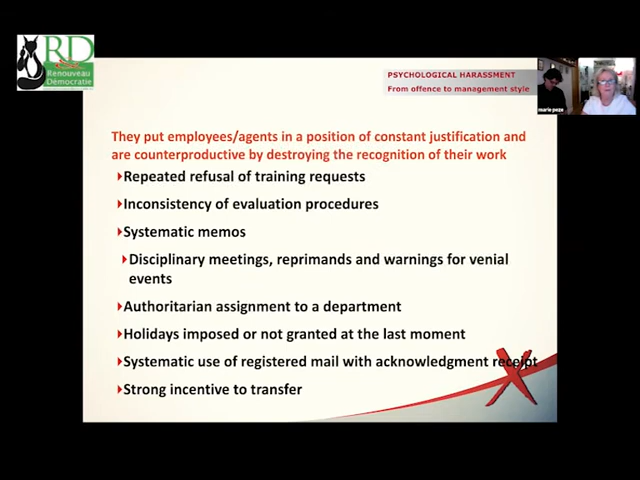 RD
Renouveau
Démocratie
PSYCHOLOGICAL HARASSMENT
From offence to management style
marie peze
They put employees/agents in a position of constant justification and
are counterproductive by destroying the recognition of their work
Repeated refusal of training requests
Inconsistency of evaluation procedures
Systematic memos
Disciplinary meetings, reprimands and warnings for venial
events
Authoritarian assignment to a department
Holidays imposed or not granted at the last moment
Systematic use of registered mail with acknowledgment receipt
Strong incentive to transfer